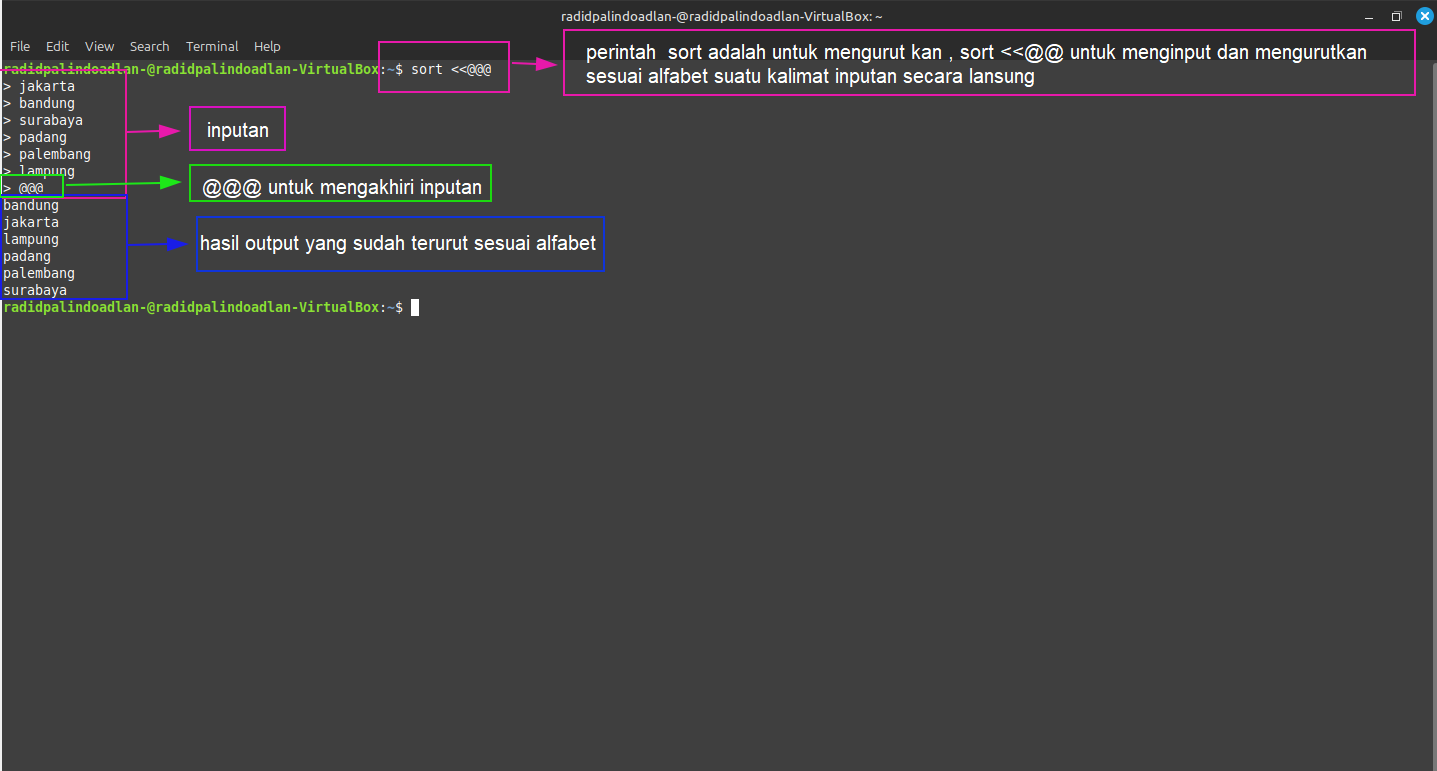 radidpalindoadlan-@radidpalindoadlan-VirtualBox: ~
File Edit View Search Terminal Help
radidpalindoadlan-@radidpalindoadlan-VirtualBox:~$ sort <<@@@
perintah  sort adalah untuk mengurut kan , sort <<@@ untuk menginput dan mengurutkan
sesuai alfabet suatu kalimat inputan secara lansung
> jakarta
> bandung
> surabaya
> padang
> palembang
> lampung
> @@@
inputan
@@@ untuk mengakhiri inputan
bandung
jakarta
lampung
padang
palembang
surabaya
hasil output yang sudah terurut sesuai alfabet
radidpalindoadlan-@radidpalindoadlan-VirtualBox:~$